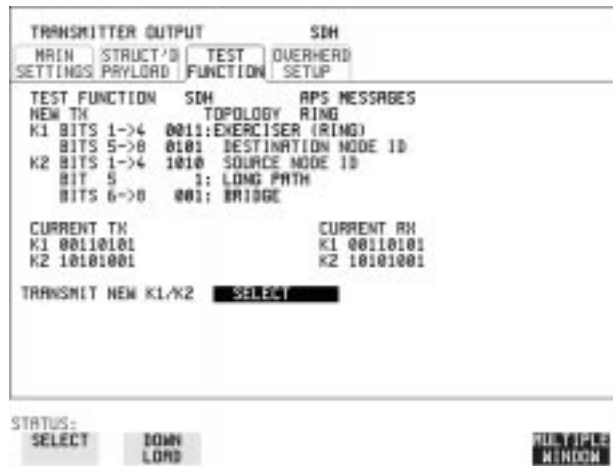 TRANSMITTER OUTPUT SDH
MAIN SETTINGS STRUCT'D PAYLOAD TEST FUNCTION OVERHEAD SETUP
TEST FUNCTION SDH APS MESSAGES
NEW TX TOPOLOGY RING
K1 BITS 1->4 0011:EXERCISER (RING)
BITS 5->8 0101 DESTINATION NODE ID
K2 BITS 1->4 1010 SOURCE NODE ID
BIT 5 1: LONG PATH
BITS 6->8 001: BRIDGE
CURRENT TX CURRENT RX
K1 00110101 K1 00110101
K2 10101001 K2 10101001
TRANSMIT NEW K1/K2 SELECT
STATUS:
SELECT DOWN LOAD MULTIPLE WINDOW